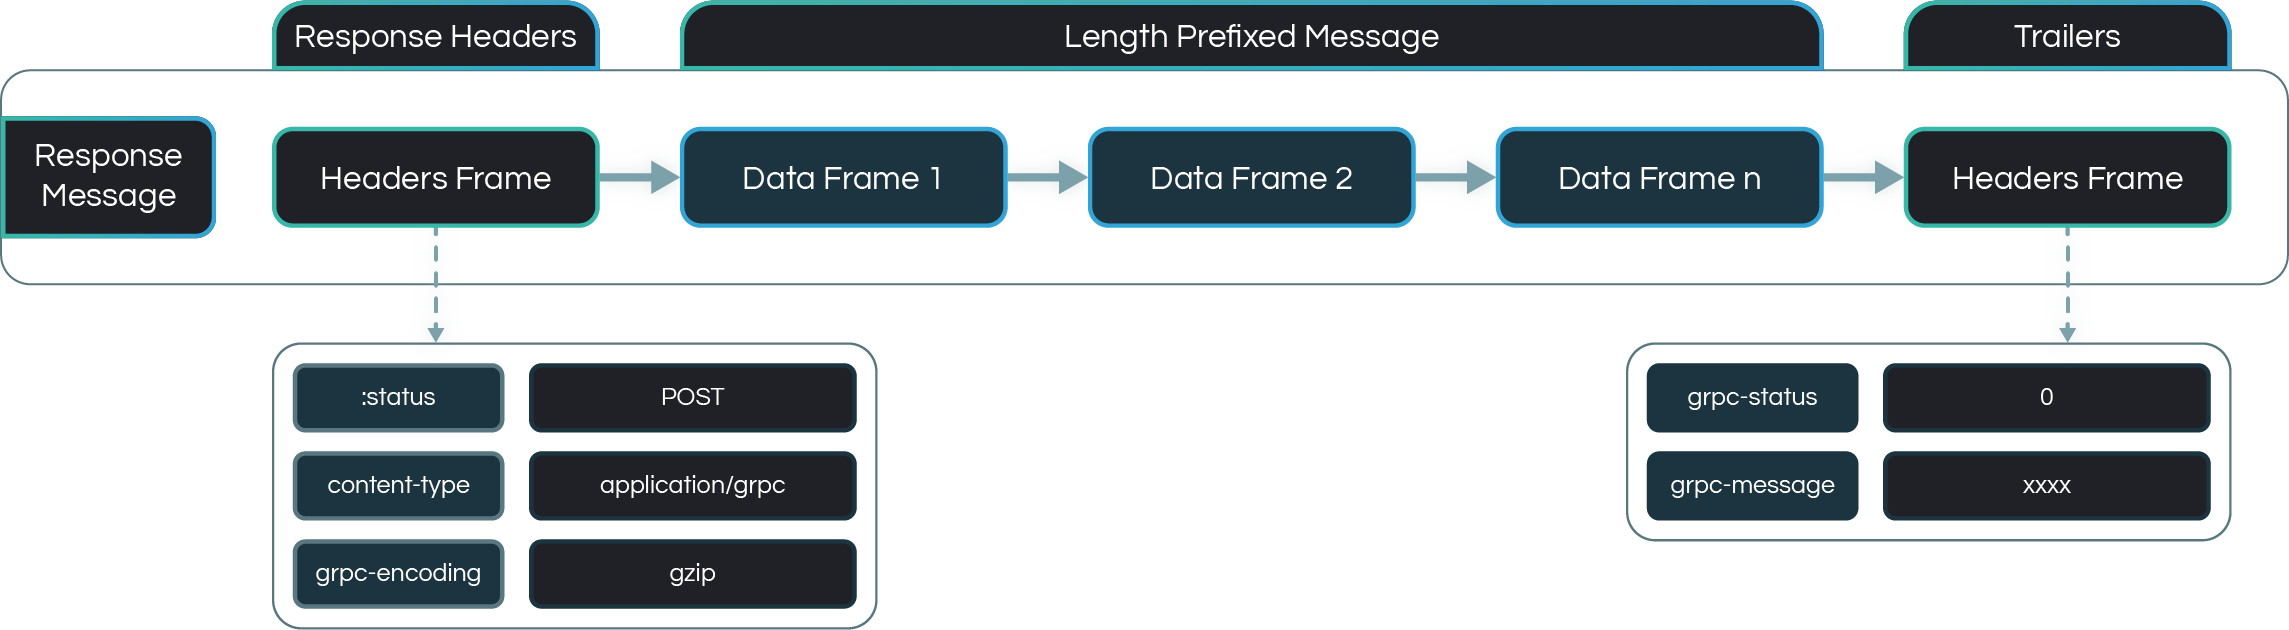 Response Headers
Length Prefixed Message
Trailers
Response
Message
Headers Frame
Data Frame 1
Data Frame 2
Data Frame n
Headers Frame
:status
POST
content-type
application/grpc
grpc-encoding
gzip
grpc-status
0
grpc-message
xxxx